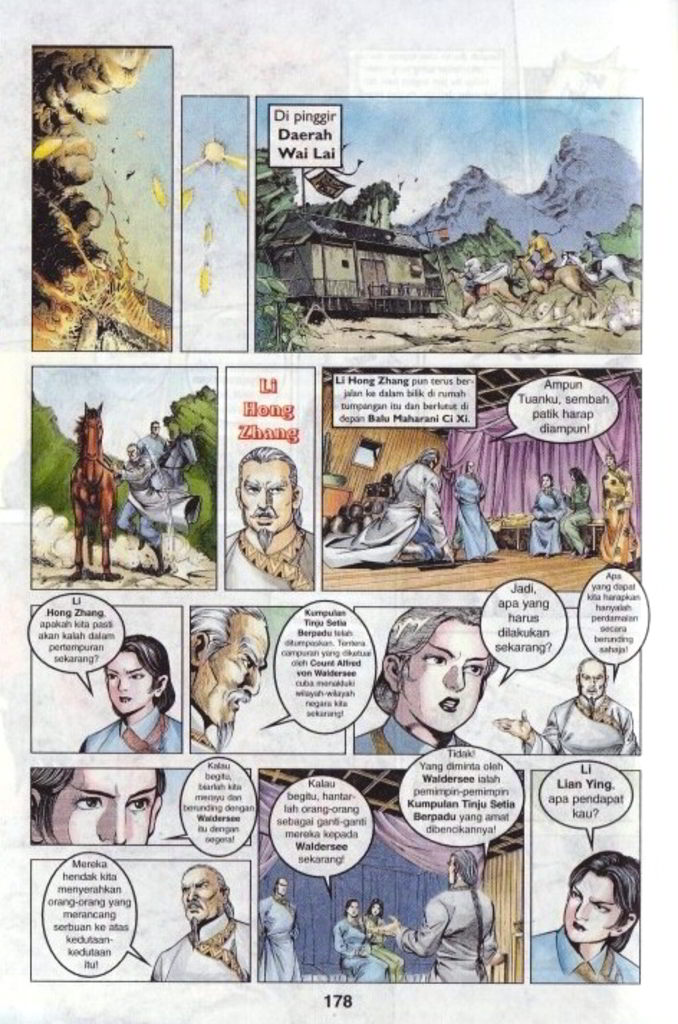 Di pinggir
Daerah
Wai Lai
Li
Hong
Zhang
Li Hong Zhang pun terus ber-
jalan ke dalam bilik di rumah
tumpangan itu dan berlutut di
depan Balu Maharani Ci Xi.
Ampun
Tuanku, sembah
patik harap
diampun!
Li
Hong Zhang,
apakah kita pasti
akan kalah dalam
pertempuran
sekarang?
Kumpulan
Tinju Setia
Berpadu telah
ditumpaskan. Tentera
campuran yang diketuai
oleh Count Alfred
von Waldersee
cuba menakluki
wilayah-wilayah
negara kita
sekarang!
Jadi,
apa yang
harus
dilakukan
sekarang?
Apa
yang dapat
kita harapkan
hanyalah
perdamaian
secara
berunding
sahaja!
Kalau
begitu,
biarlah kita
merayu dan
berunding dengan
Waldersee
itu dengan
segera!
Kalau
begitu, hantar-
lah orang-orang
sebagai ganti-ganti
mereka kepada
Waldersee
sekarang!
Tidak!
Yang diminta oleh
Waldersee ialah
pemimpin-pemimpin
Kumpulan Tinju Setia
Berpadu yang amat
dibencikannya!
Li
Lian Ying,
apa pendapat
kau?
Mereka
hendak kita
menyerahkan
orang-orang yang
merancang
serbuan ke atas
kedutaan-
kedutaan
itu!
178